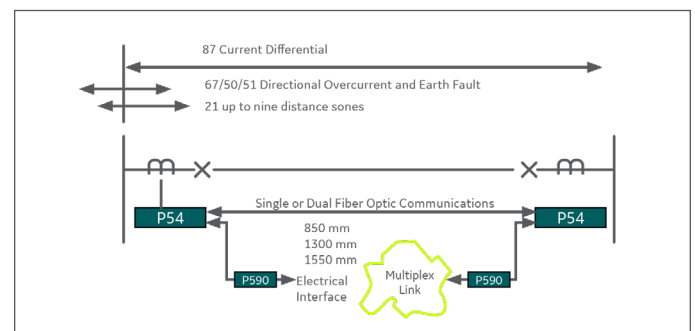 87 Current Differential
67/50/51 Directional Overcurrent and Earth Fault
21 up to nine distance sones
Single or Dual Fiber Optic Communications
P54
P54
850 mm
1300 mm
1550 mm
P590
Electrical
Interface
Multiplex
Link
P590